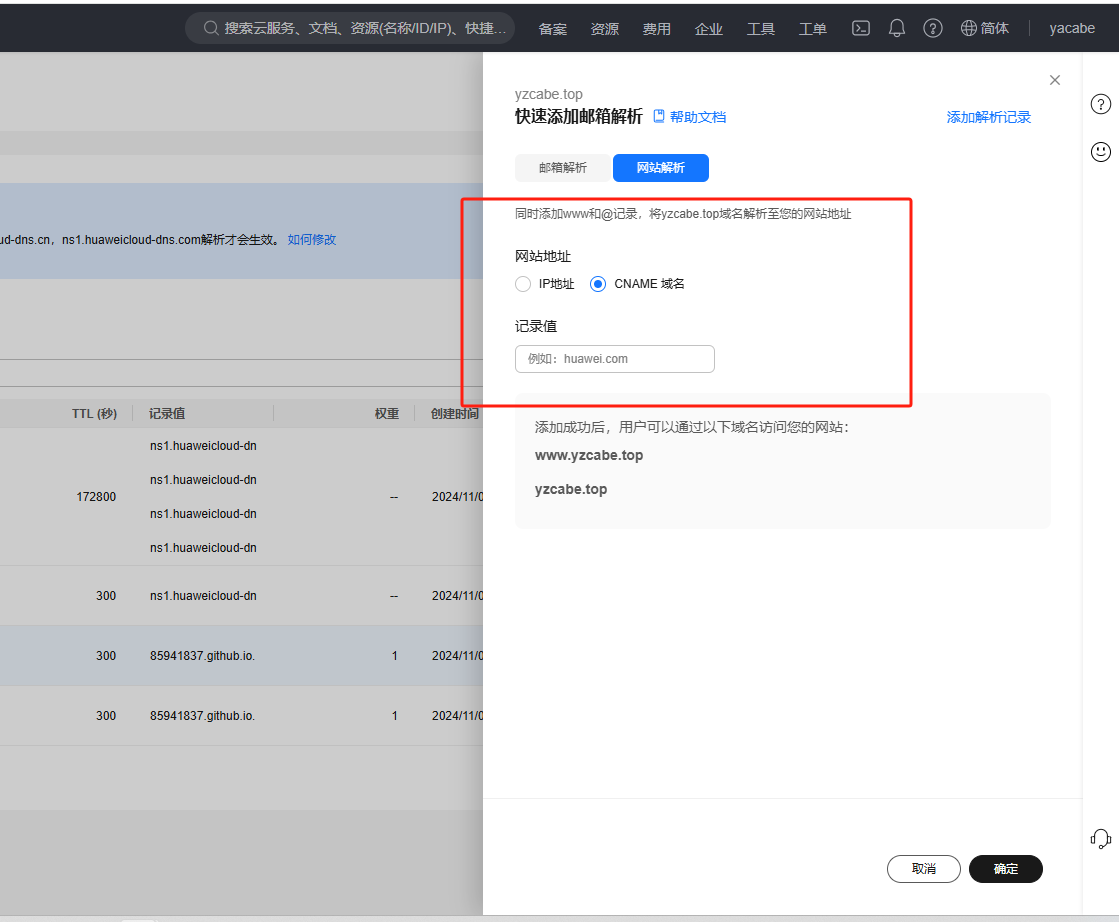 搜索云服务、文档、资源(名称/ID/IP)、快捷... 备案 资源 费用 企业 工具 工单 简体 yacabe
yzcabe.top
快速添加邮箱解析 帮助文档 添加解析记录
邮箱解析 网站解析
同时添加www和@记录，将yzcabe.top域名解析至您的网站地址
ud-dns.cn，ns1.huaweicloud-dns.com解析才会生效。 如何修改
网站地址
IP地址 CNAME 域名
记录值
例如：huawei.com
TTL (秒) 记录值 权重 创建时间
添加成功后，用户可以通过以下域名访问您的网站：
www.yzcabe.top
yzcabe.top
ns1.huaweicloud-dn
ns1.huaweicloud-dn
172800 -- 2024/11/0
ns1.huaweicloud-dn
ns1.huaweicloud-dn
300 ns1.huaweicloud-dn -- 2024/11/0
300 85941837.github.io. 1 2024/11/0
300 85941837.github.io. 1 2024/11/0
取消 确定